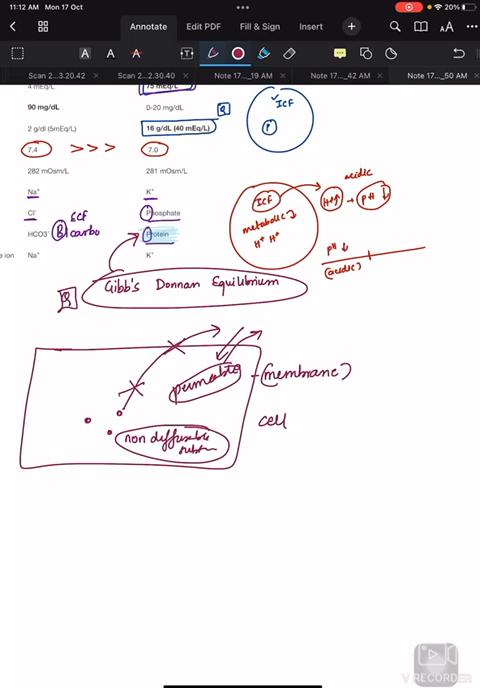 11:12 AM Mon 17 Oct
20%
Annotate Edit PDF Fill & Sign Insert
Scan 2...3.20.42 Scan 2...2.30.40 Note 17..._19 AM Note 17..._42 AM Note 17..._50 AM
4 mEq/L 75 mEq/L
90 mg/dL 0-20 mg/dL
2 g/dl (5mEq/L) 16 g/dL (40 mEq/L)
7.4 > > > 7.0
282 mOsm/L 281 mOsm/L
Na+ K+
Cl- Phosphate
HCO3- Protein
Bicarbo
e ion Na+ K+
ICF
P
acidic
ICF
H+↑ → pH ↓
metabolic
H+ H+
pH ↓
(acidic)
Gibb's Donnan Equilibrium
permeable - (membrane)
cell
non diffusable
V RECORDER